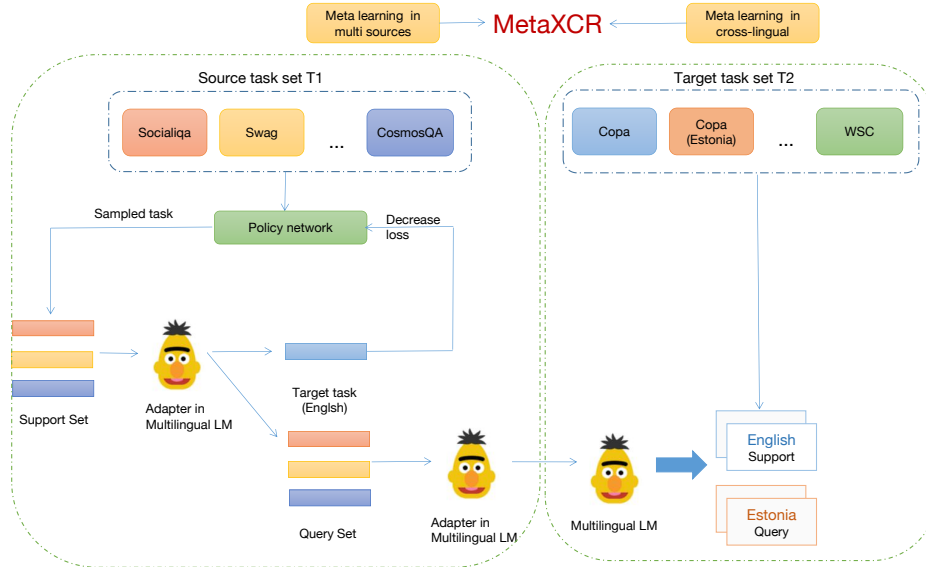 Meta learning in
multi sources
MetaXCR
Meta learning in
cross-lingual
Source task set T1
Target task set T2
Socialiqa
Swag
...
CosmosQA
Copa
Copa
(Estonia)
...
WSC
Sampled task
Policy network
Decrease
loss
Support Set
Adapter in
Multilingual LM
Target task
(Englsh)
Query Set
Adapter in
Multilingual LM
Multilingual LM
English
Support
Estonia
Query